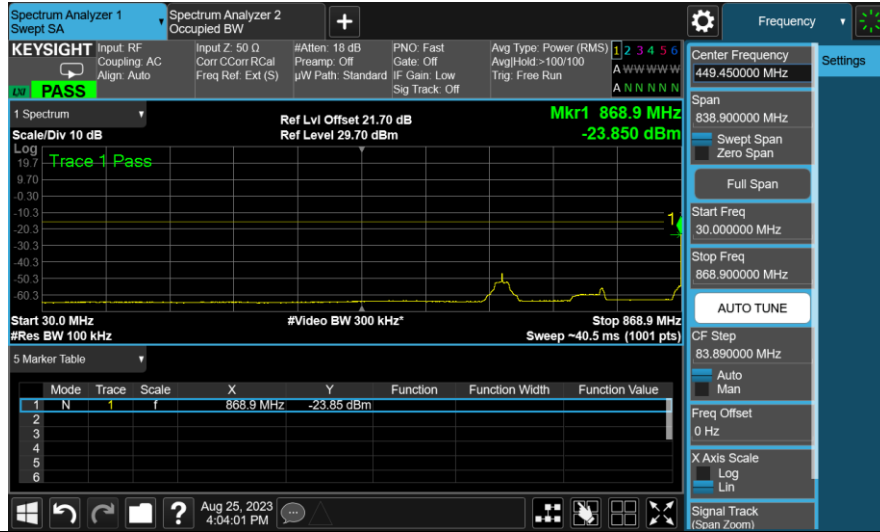 Spectrum Analyzer 1
Swept SA
Spectrum Analyzer 2
Occupied BW
Frequency
KEYSIGHT
Input: RF
Coupling: AC
Align: Auto
Input Z: 50 Ω
Corr CCorr RCal
Freq Ref: Ext (S)
#Atten: 18 dB
Preamp: Off
µW Path: Standard
PNO: Fast
Gate: Off
IF Gain: Low
Sig Track: Off
Avg Type: Power (RMS)
Avg|Hold:>100/100
Trig: Free Run
1 2 3 4 5 6
A W W W W W
A N N N N N
LXI
PASS
1 Spectrum
Scale/Div 10 dB
Ref Lvl Offset 21.70 dB
Ref Level 29.70 dBm
Mkr1 868.9 MHz
-23.850 dBm
Log
Trace 1 Pass
19.7
9.70
-0.30
-10.3
-20.3
-30.3
-40.3
-50.3
-60.3
1
Start 30.0 MHz
#Res BW 100 kHz
#Video BW 300 kHz*
Stop 868.9 MHz
Sweep ~40.5 ms (1001 pts)
5 Marker Table
Mode Trace Scale X Y Function Function Width Function Value
1 N 1 f 868.9 MHz -23.85 dBm
2
3
4
5
6
Aug 25, 2023
4:04:01 PM
Center Frequency
449.450000 MHz
Settings
Span
838.900000 MHz
Swept Span
Zero Span
Full Span
Start Freq
30.000000 MHz
Stop Freq
868.900000 MHz
AUTO TUNE
CF Step
83.890000 MHz
Auto
Man
Freq Offset
0 Hz
X Axis Scale
Log
Lin
Signal Track
(Span Zoom)